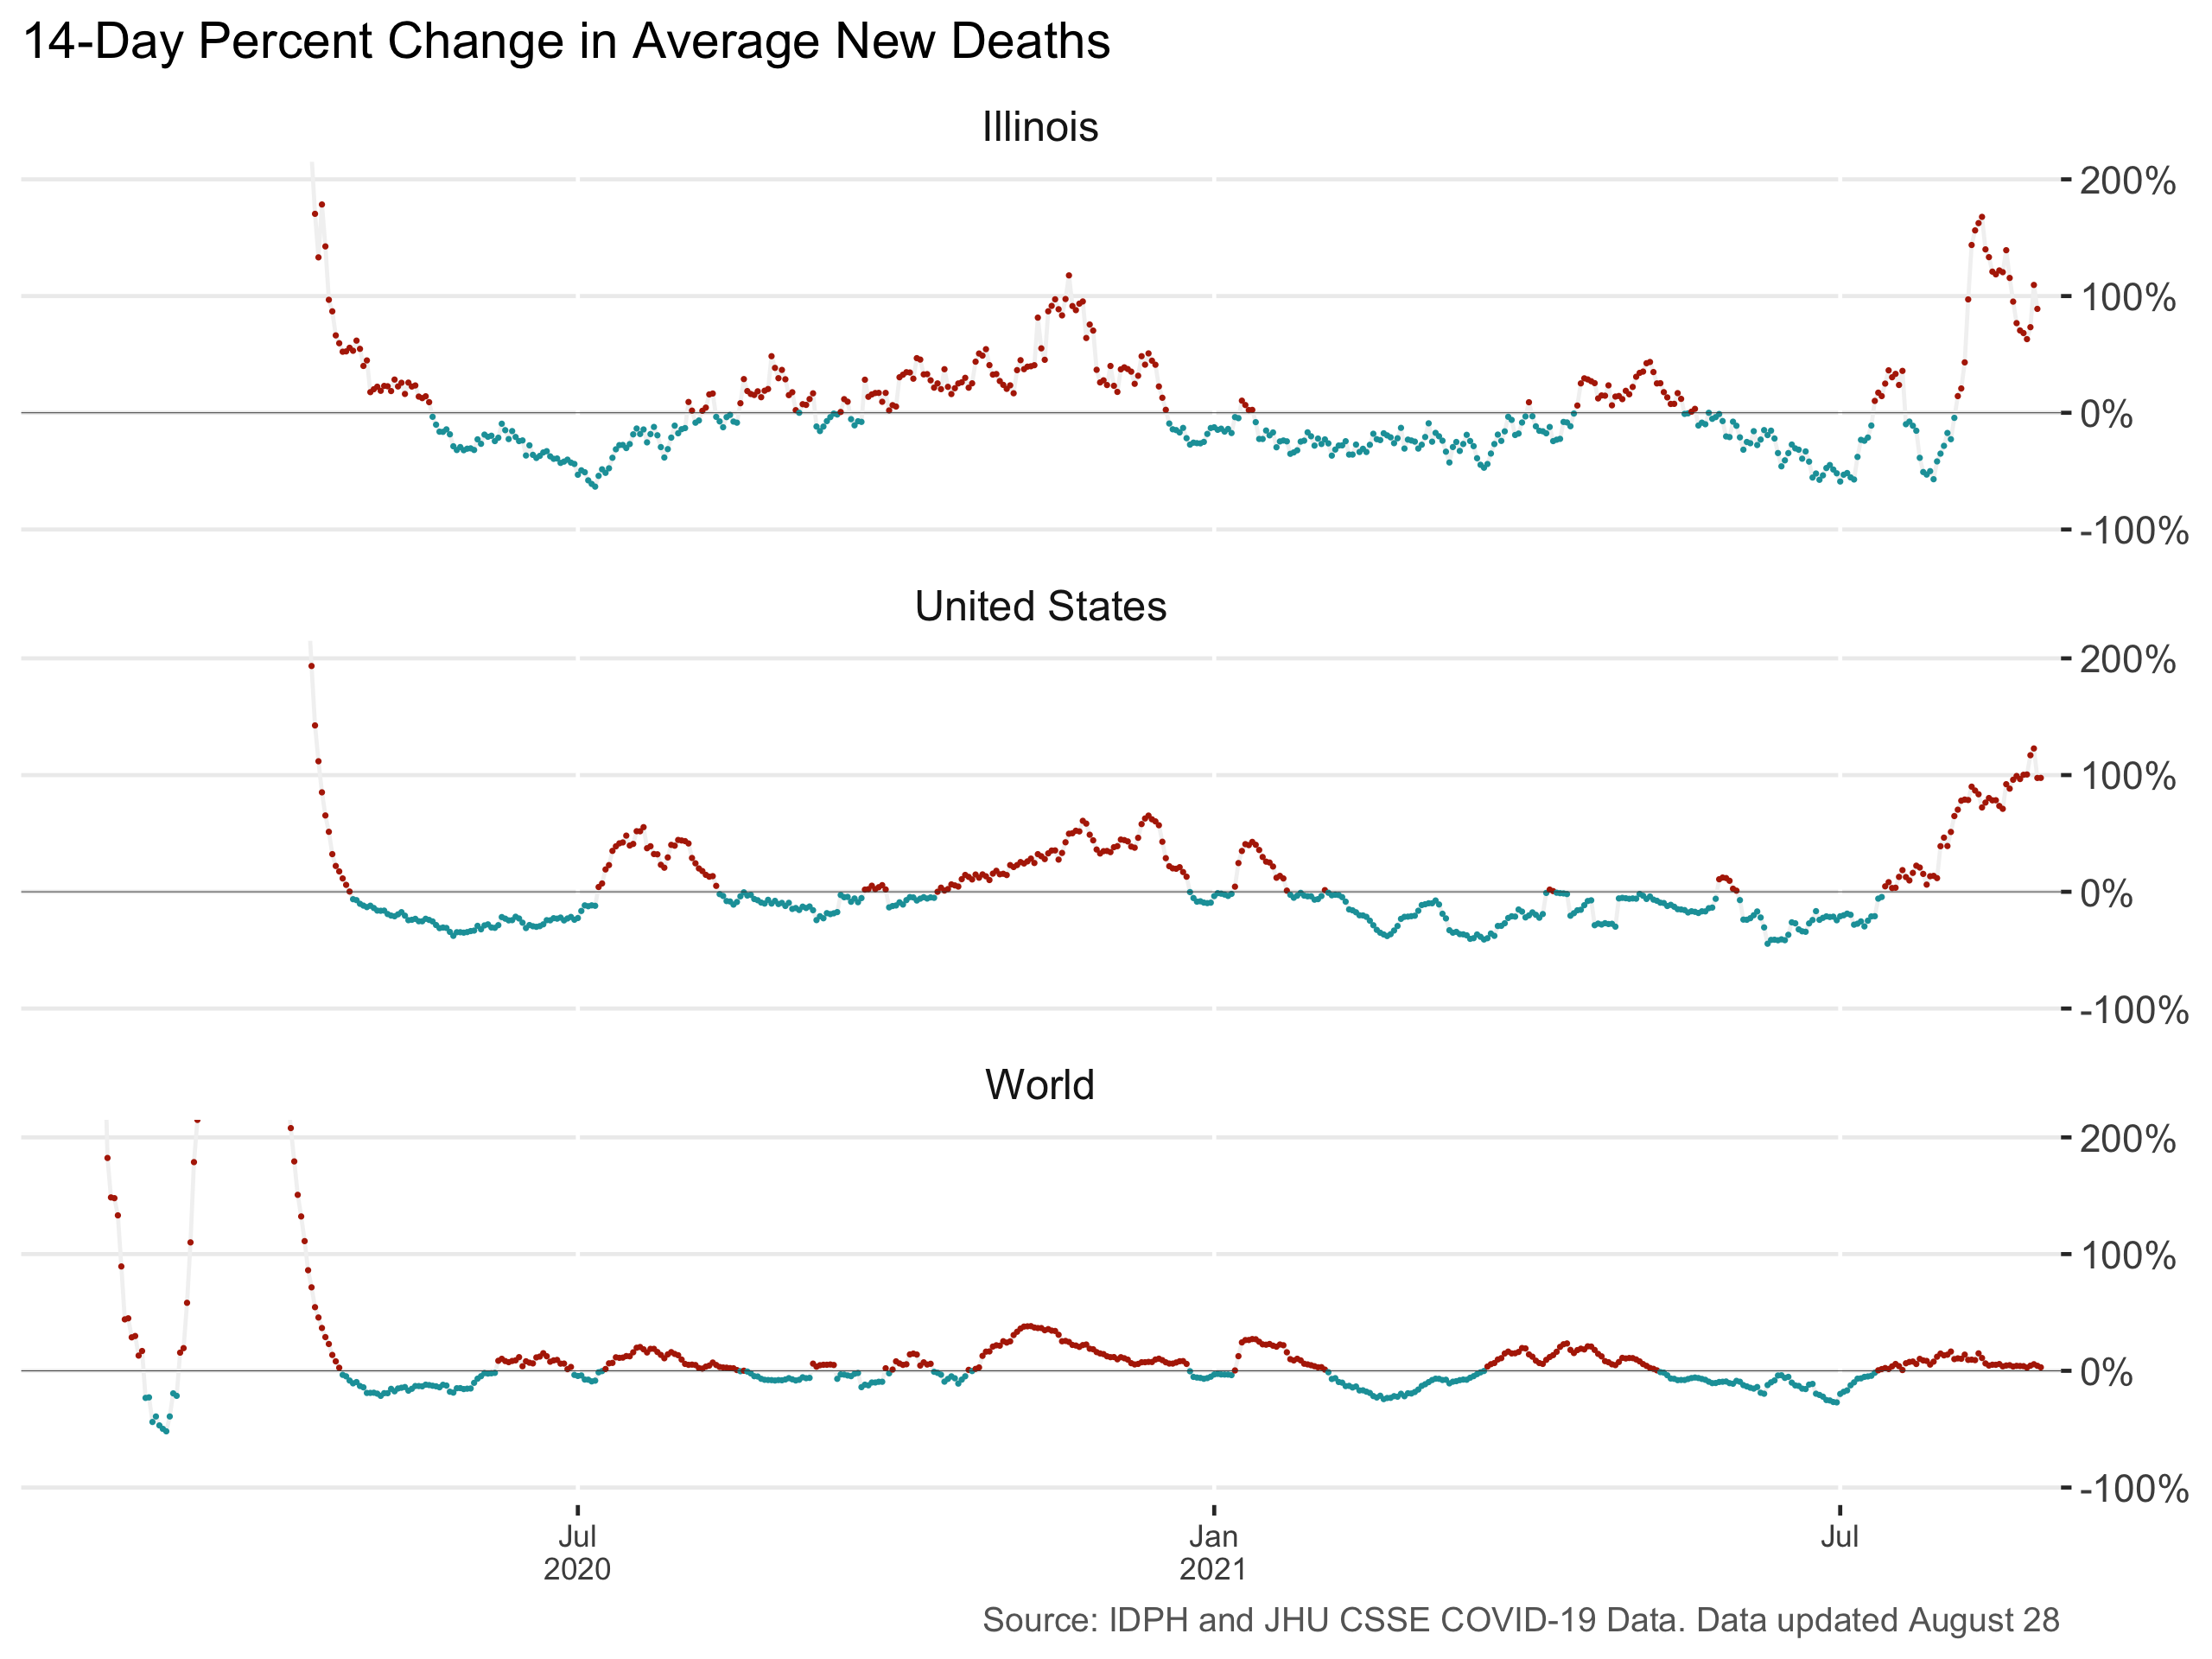 14-Day Percent Change in Average New Deaths
Illinois
200%
100%
0%
-100%
United States
200%
100%
0%
-100%
World
200%
100%
0%
-100%
Jul
2020
Jan
2021
Jul
Source: IDPH and JHU CSSE COVID-19 Data. Data updated August 28